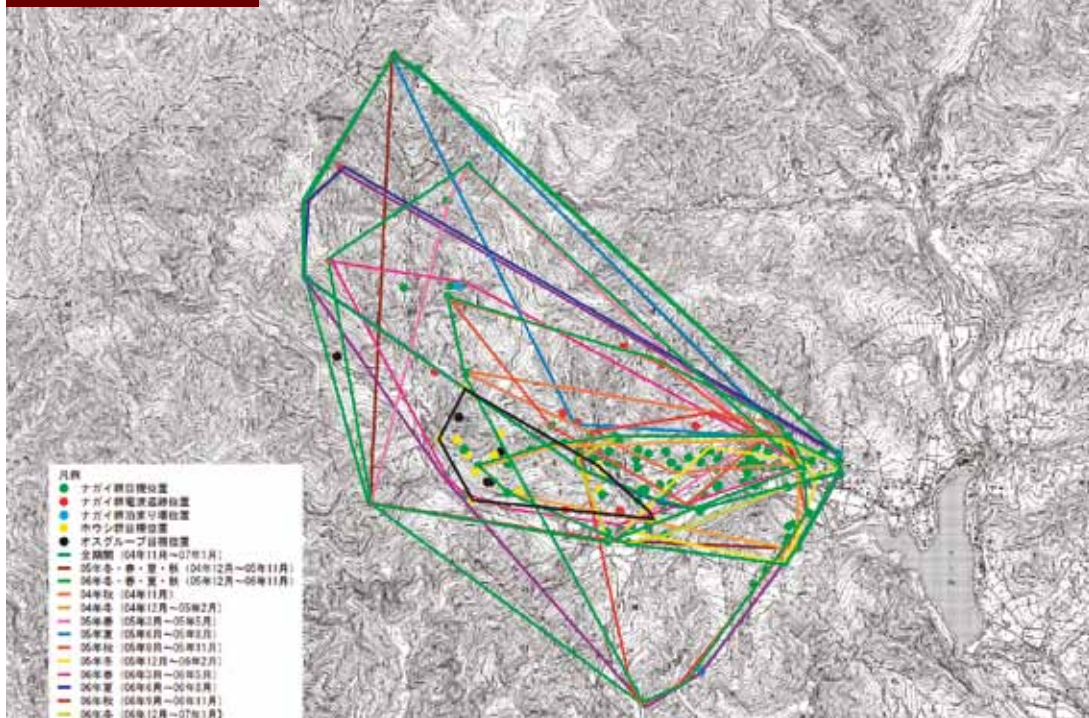 凡例
ナガイ群目視位置
ナガイ群電波追跡位置
ナガイ群泊まり場位置
ホウシ群目視位置
オスグループ目視位置
全期間 (04年11月~07年1月)
05年冬・春・夏・秋 (04年12月~05年11月)
06年冬・春・夏・秋 (05年12月~06年11月)
04年秋 (04年11月)
04年冬 (04年12月~05年2月)
05年春 (05年3月~05年5月)
05年夏 (05年6月~05年8月)
05年秋 (05年9月~05年11月)
05年冬 (05年12月~06年2月)
06年春 (06年3月~06年5月)
06年夏 (06年6月~06年8月)
06年秋 (06年9月~06年11月)
06年冬 (06年12月~07年1月)